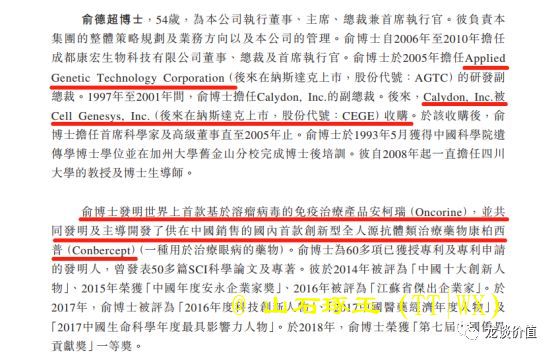 俞德超博士，54歲，為本公司執行董事、主席、總裁兼首席執行官。彼負責本
集團的整體策略規劃及業務方向以及本公司的管理。俞博士自2006年至2010年擔任
成都康宏生物科技有限公司董事、總裁及首席執行官。俞博士於2005年擔任Applied
Genetic Technology Corporation（後來在納斯達克上市，股份代號：AGTC）的研發副
總裁。1997年至2001年間，俞博士擔任Calydon, Inc.的副總裁。後來，Calydon, Inc.被
Cell Genesys, Inc.（後來在納斯達克上市，股份代號：CEGE）收購。於該收購後，俞
博士擔任首席科學家及高級董事直至2005年止。俞博士於1993年5月獲得中國科學院遺
傳學博士學位並在加州大學舊金山分校完成博士後培訓。彼自2008年起一直擔任四川
大學的教授及博士生導師。
俞博士發明世界上首款基於溶瘤病毒的免疫治療產品安柯瑞（Oncorine），並共
同發明及主導開發了供在中國銷售的國內首款創新型全人源抗體類治療藥物康柏西
普（Conbercept）（一種用於治療眼病的藥物）。俞博士為60多項已獲授專利及專利申請
的發明人，曾發表50多篇SCI科學論文及專著。彼於2014年被評為「中國十大創新人
物」、2015年榮獲「中國年度安永企業家獎」、2016年被評為「江蘇省傑出企業家」。於
2017年，俞博士被評為「2016年度科技創新人物」、「2017中國醫藥經濟年度人物」及
「2017中國生命科學年度最具影響力人物」。於2018年，俞博士榮獲「第七屆中國僑界
貢獻獎」一等獎。
龙谈价值